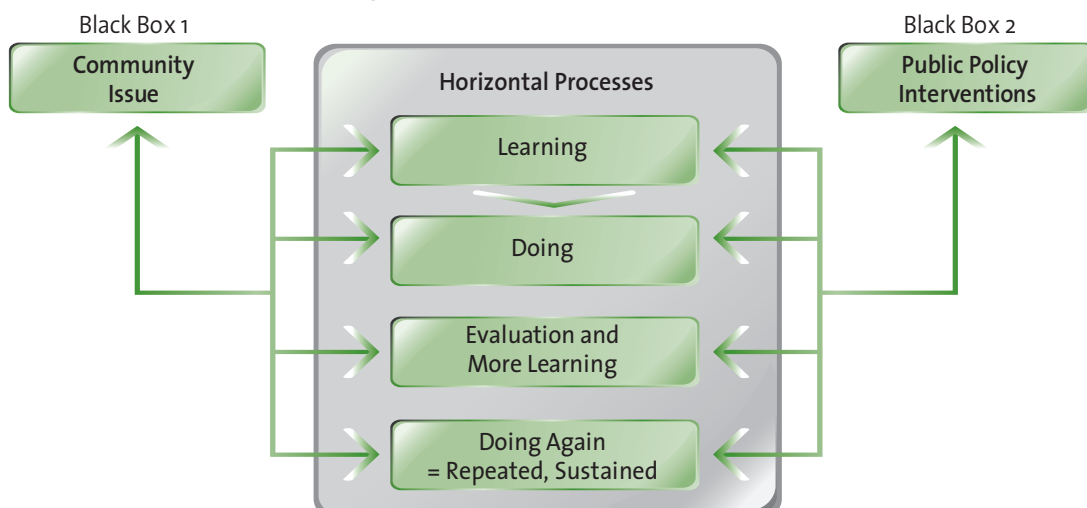 Black Box 1
Community
Issue
Black Box 2
Public Policy
Interventions
Horizontal Processes
Learning
Doing
Evaluation and
More Learning
Doing Again
= Repeated, Sustained